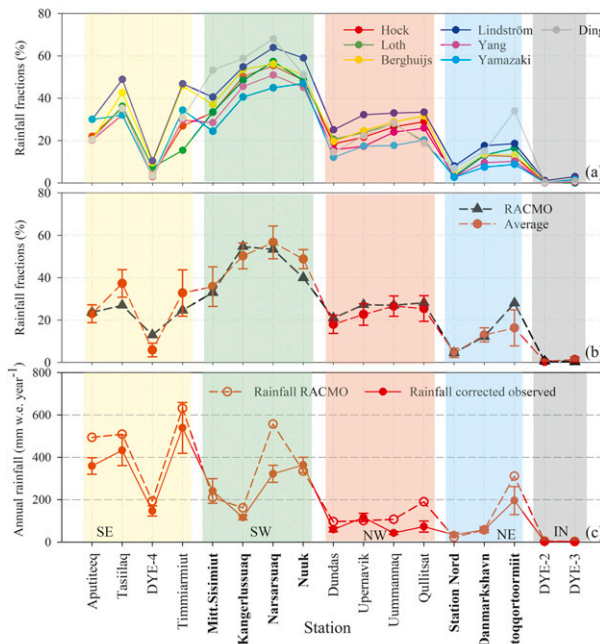 80
60
40
20
0
Rainfall fractions (%)
Hock
Loth
Berghuijs
Lindström
Yang
Yamazaki
Ding
(a)
80
60
40
20
0
Rainfall fractions (%)
RACMO
Average
(b)
800
600
400
200
0
Annual rainfall (mm w.e. year-1)
Rainfall RACMO
Rainfall corrected observed
SE
SW
NW
NE
IN
(c)
Aputiteeq
Tasiilaq
DYE-4
Timmiarmiut
Mitt.Sisimiut
Kangerlussuaq
Narsarsuaq
Nuuk
Dundas
Upernavik
Uummannaq
Qullitsat
Station Nord
Danmarkshavn
toqqortoormiit
DYE-2
DYE-3
Station